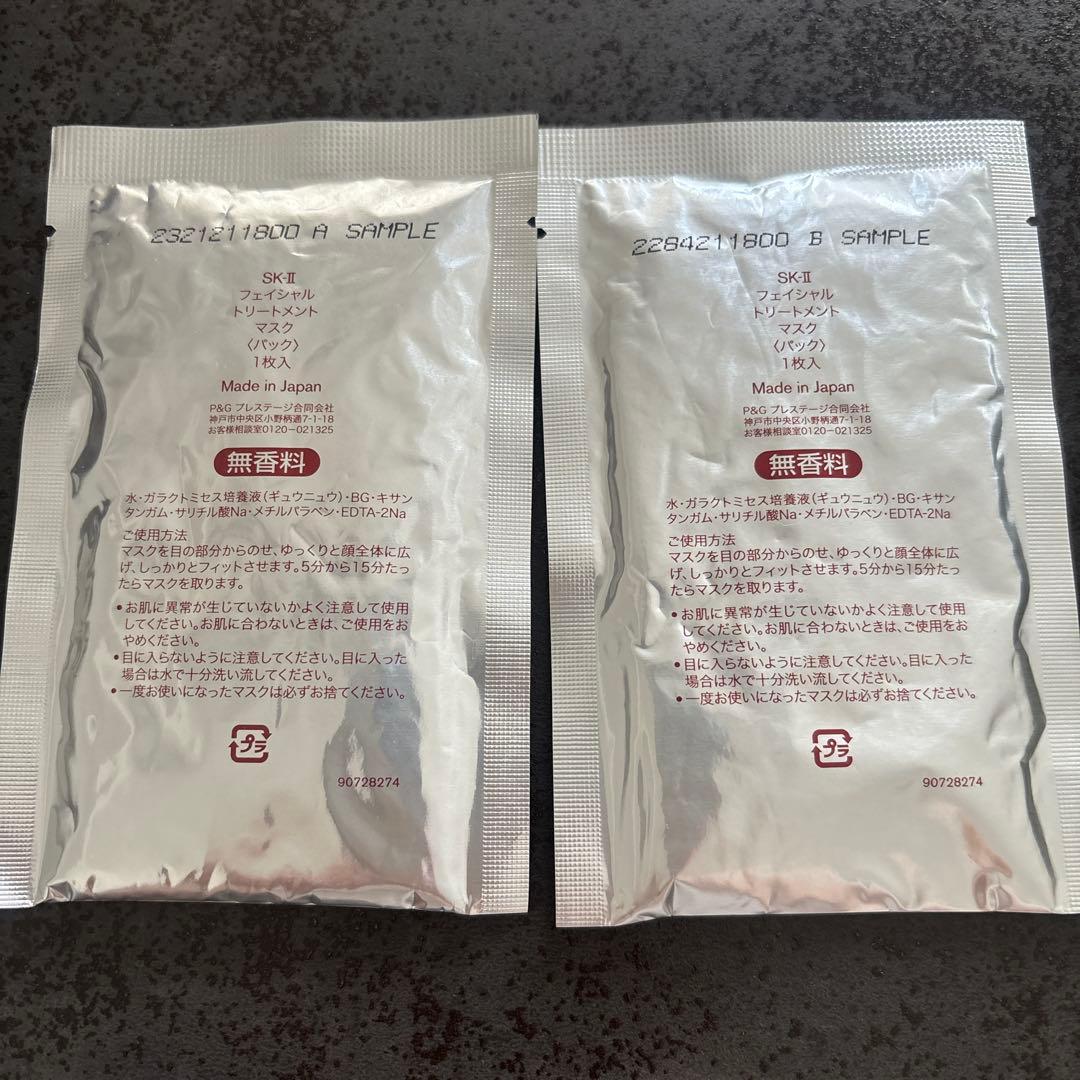 2321211800 A SAMPLE
SK-II
フェイシャル
トリートメント
マスク
〈パック〉
1枚入
Made in Japan
P&G プレステージ合同会社
神戸市中央区小野柄通7-1-18
お客様相談室0120-021325
無香料
水・ガラクトミセス培養液(ギュウニュウ)・BG・キサン
タンガム・サリチル酸Na・メチルパラベン・EDTA-2Na
ご使用方法
マスクを目の部分からのせ、ゆっくりと顔全体に広
げ、しっかりとフィットさせます。5分から15分たっ
たらマスクを取ります。
•お肌に異常が生じていないかよく注意して使用
してください。お肌に合わないときは、ご使用をお
やめください。
•目に入らないように注意してください。目に入った
場合は水で十分洗い流してください。
•一度お使いになったマスクは必ずお捨てください。
プラ
90728274
2284211800 B SAMPLE
SK-II
フェイシャル
トリートメント
マスク
〈パック〉
1枚入
Made in Japan
P&G プレステージ合同会社
神戸市中央区小野柄通7-1-18
お客様相談室0120-021325
無香料
水・ガラクトミセス培養液(ギュウニュウ)・BG・キサン
タンガム・サリチル酸Na・メチルパラベン・EDTA-2Na
ご使用方法
マスクを目の部分からのせ、ゆっくりと顔全体に広
げ、しっかりとフィットさせます。5分から15分たっ
たらマスクを取ります。
•お肌に異常が生じていないかよく注意して使用
してください。お肌に合わないときは、ご使用をお
やめください。
•目に入らないように注意してください。目に入った
場合は水で十分洗い流してください。
•一度お使いになったマスクは必ずお捨てください。
プラ
90728274